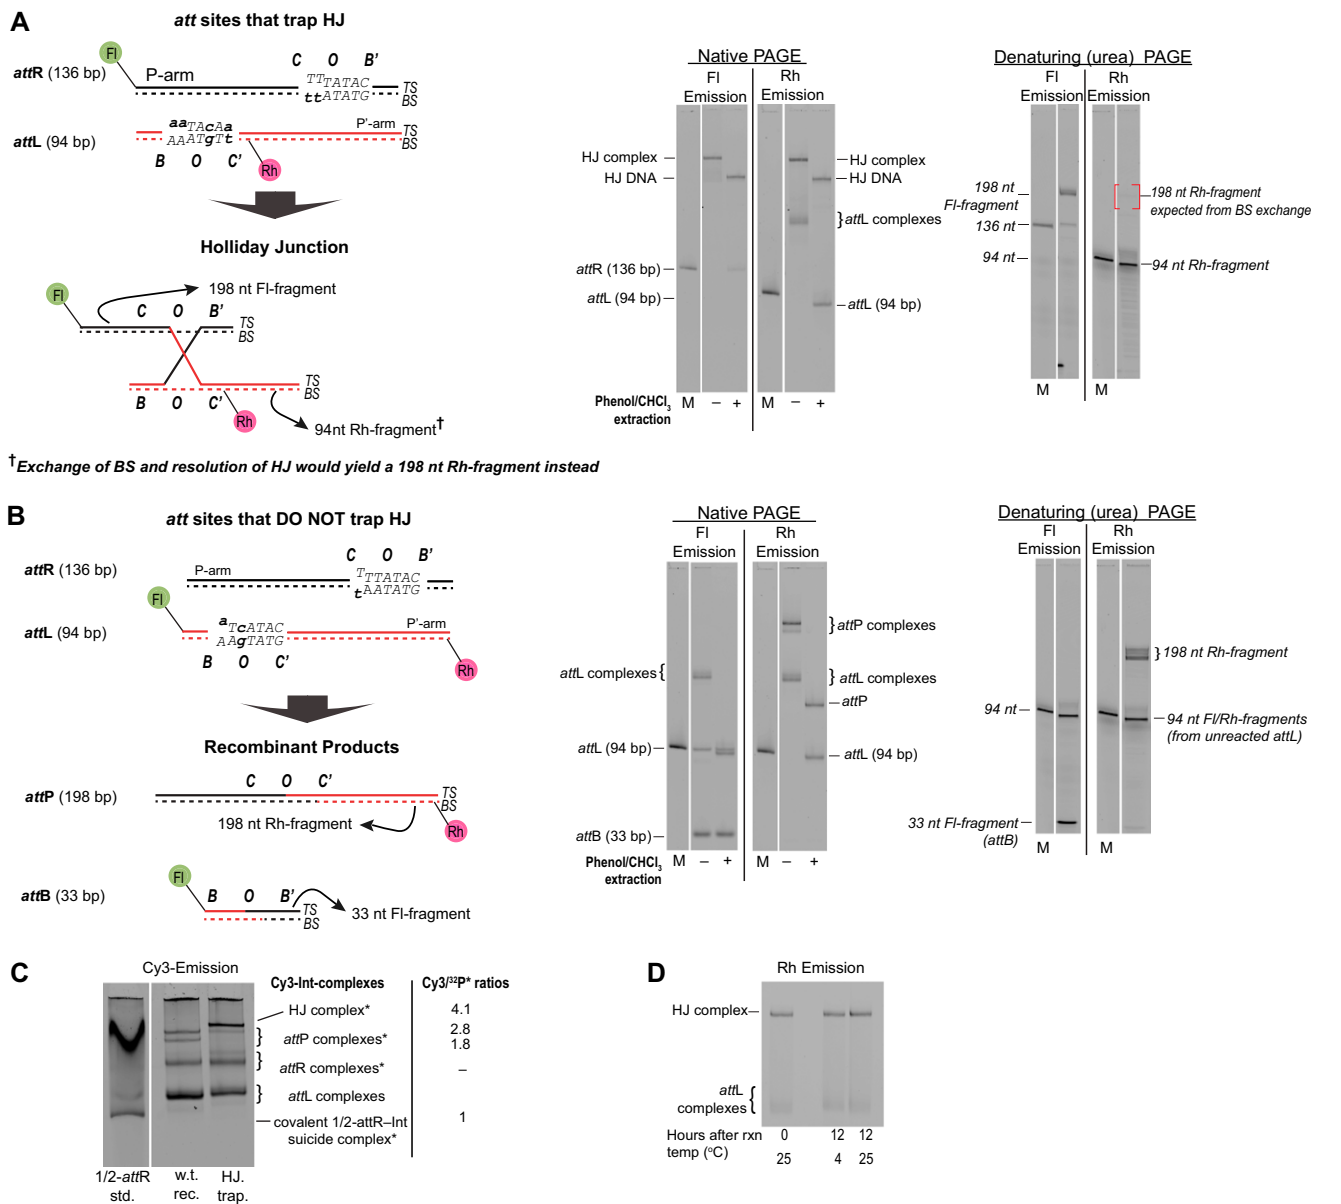 A
att sites that trap HJ
Fl
attR (136 bp)
P-arm
C O B'
TTTATAC
ttATATG
TS
BS
attL (94 bp)
aaTAcAa
AAATgTt
P'-arm
TS
BS
B O C'
Rh
Holliday Junction
Fl
198 nt Fl-fragment
C O B'
TS
BS
TS
BS
B O C'
Rh
94nt Rh-fragment†
†Exchange of BS and resolution of HJ would yield a 198 nt Rh-fragment instead
Native PAGE
Fl Rh
Emission Emission
HJ complex
HJ DNA
HJ complex
HJ DNA
}attL complexes
attR (136 bp)
attL (94 bp)
attL (94 bp)
Phenol/CHCl3
extraction
M – + M – +
Denaturing (urea) PAGE
Fl Rh
Emission Emission
198 nt
Fl-fragment
136 nt
94 nt
198 nt Rh-fragment
expected from BS exchange
94 nt Rh-fragment
M M
B
att sites that DO NOT trap HJ
attR (136 bp)
P-arm
C O B'
TTTATAC
tAATATG
Fl
attL (94 bp)
aTcATAC
AAgTATG
P'-arm
B O C'
Rh
Recombinant Products
C O C'
attP (198 bp)
TS
BS
198 nt Rh-fragment
Rh
Fl
attB (33 bp)
B O B'
TS
BS
33 nt Fl-fragment
Native PAGE
Fl Rh
Emission Emission
}attP complexes
attL complexes{
} attL complexes
attP
attL (94 bp)
attL (94 bp)
attB (33 bp)
Phenol/CHCl3
extraction
M – + M – +
Denaturing (urea) PAGE
Fl Rh
Emission Emission
}198 nt Rh-fragment
94 nt
94 nt Fl/Rh-fragments
(from unreacted attL)
33 nt Fl-fragment
(attB)
M M
C
Cy3-Emission
Cy3-Int-complexes
Cy3/32P* ratios
HJ complex* 4.1
attP complexes* 2.8
1.8
attR complexes* –
attL complexes
covalent 1/2-attR–Int
suicide complex* 1
1/2-attR
std.
w.t.
rec.
HJ.
trap.
D
Rh Emission
HJ complex
attL
complexes
Hours after rxn 0 12 12
temp (ºC) 25 4 25